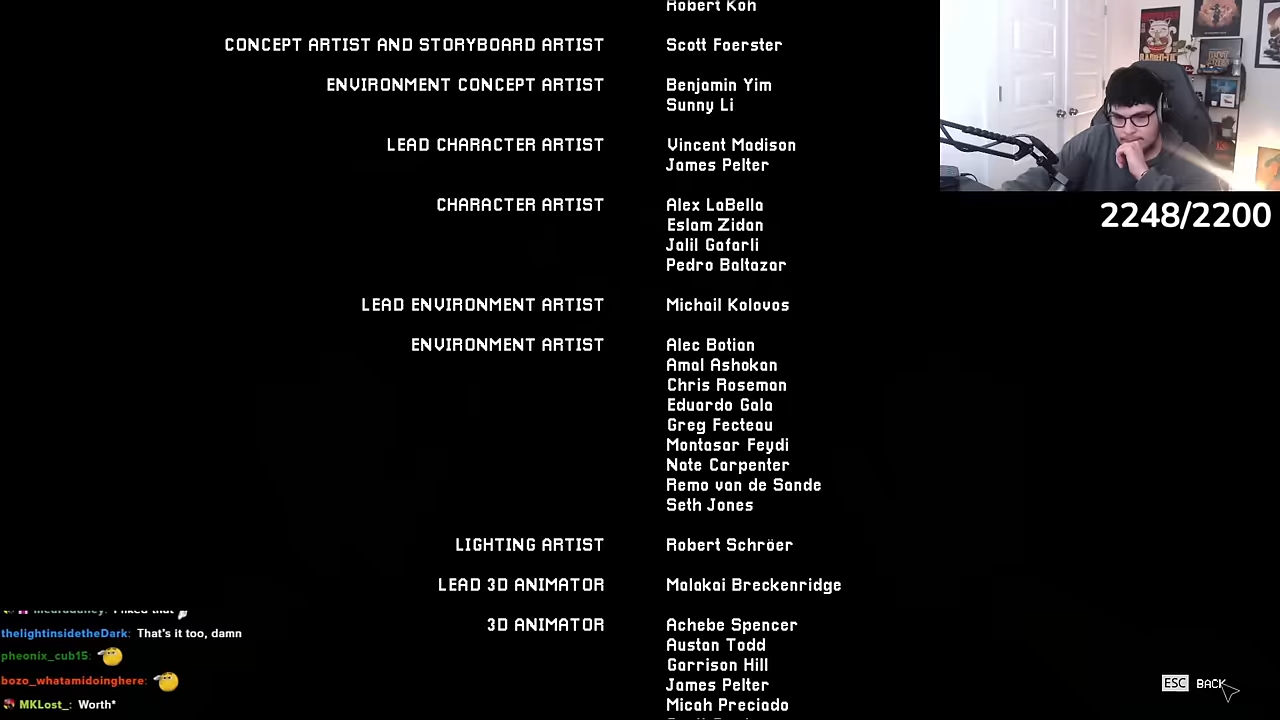 Robert Koh
CONCEPT ARTIST AND STORYBOARD ARTIST Scott Foerster
ENVIRONMENT CONCEPT ARTIST Benjamin Yim
Sunny Li
LEAD CHARACTER ARTIST Vincent Madison
James Pelter
CHARACTER ARTIST Alex LaBella
Eslam Zidan
Jalil Gafarli
Pedro Baltazar
LEAD ENVIRONMENT ARTIST Michail Kolovos
ENVIRONMENT ARTIST Alec Botian
Amal Ashokan
Chris Roseman
Eduardo Gala
Greg Fecteau
Montasar Feydi
Nate Carpenter
Remo van de Sande
Seth Jones
LIGHTING ARTIST Robert Schröer
LEAD 3D ANIMATOR Malakai Breckenridge
3D ANIMATOR Achebe Spencer
Austan Todd
Garrison Hill
James Pelter
Micah Preciado
2248/2200
I liked that
thelightinsidetheDark: That's it too, damn
pheonix_cub15:
bozo_whatamidoinghere:
MKLost_: Worth*
ESC BACK